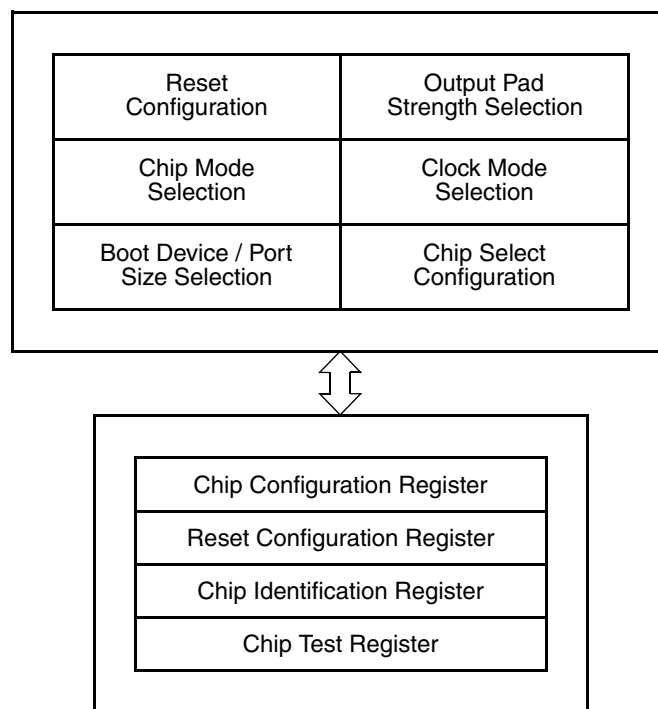 Reset
Configuration
Output Pad
Strength Selection
Chip Mode
Selection
Clock Mode
Selection
Boot Device / Port
Size Selection
Chip Select
Configuration
Chip Configuration Register
Reset Configuration Register
Chip Identification Register
Chip Test Register